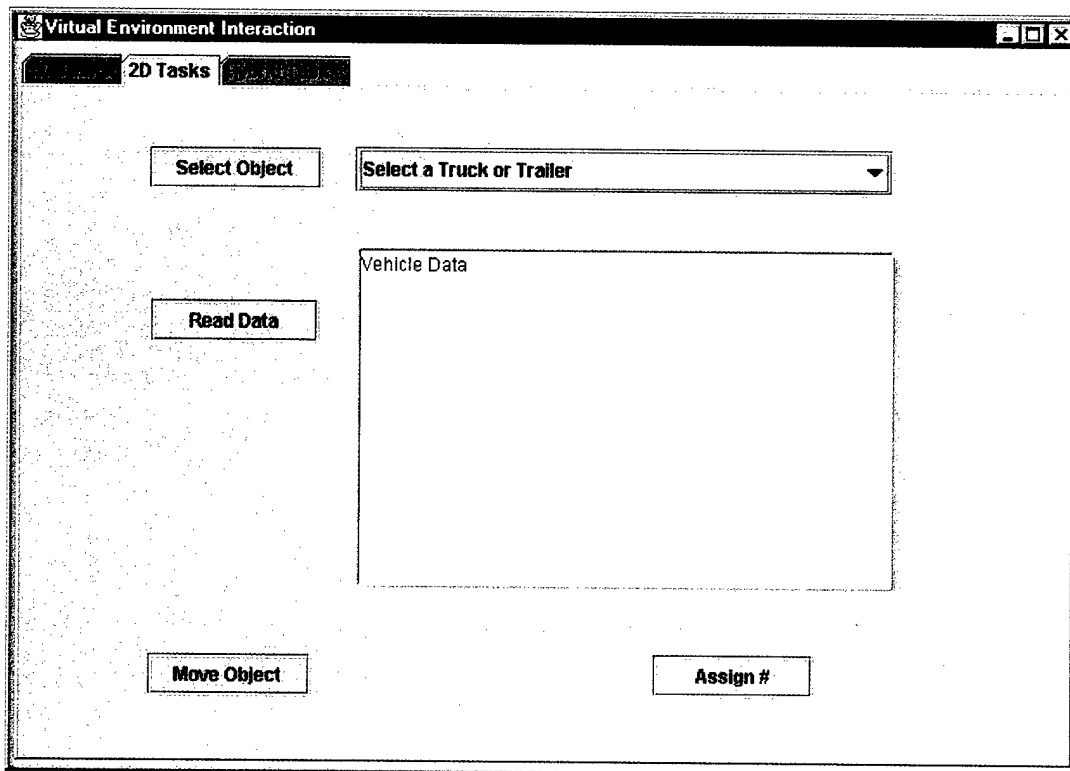 Virtual Environment Interaction
2D Tasks
Select Object
Select a Truck or Trailer
Vehicle Data
Read Data
Move Object
Assign #